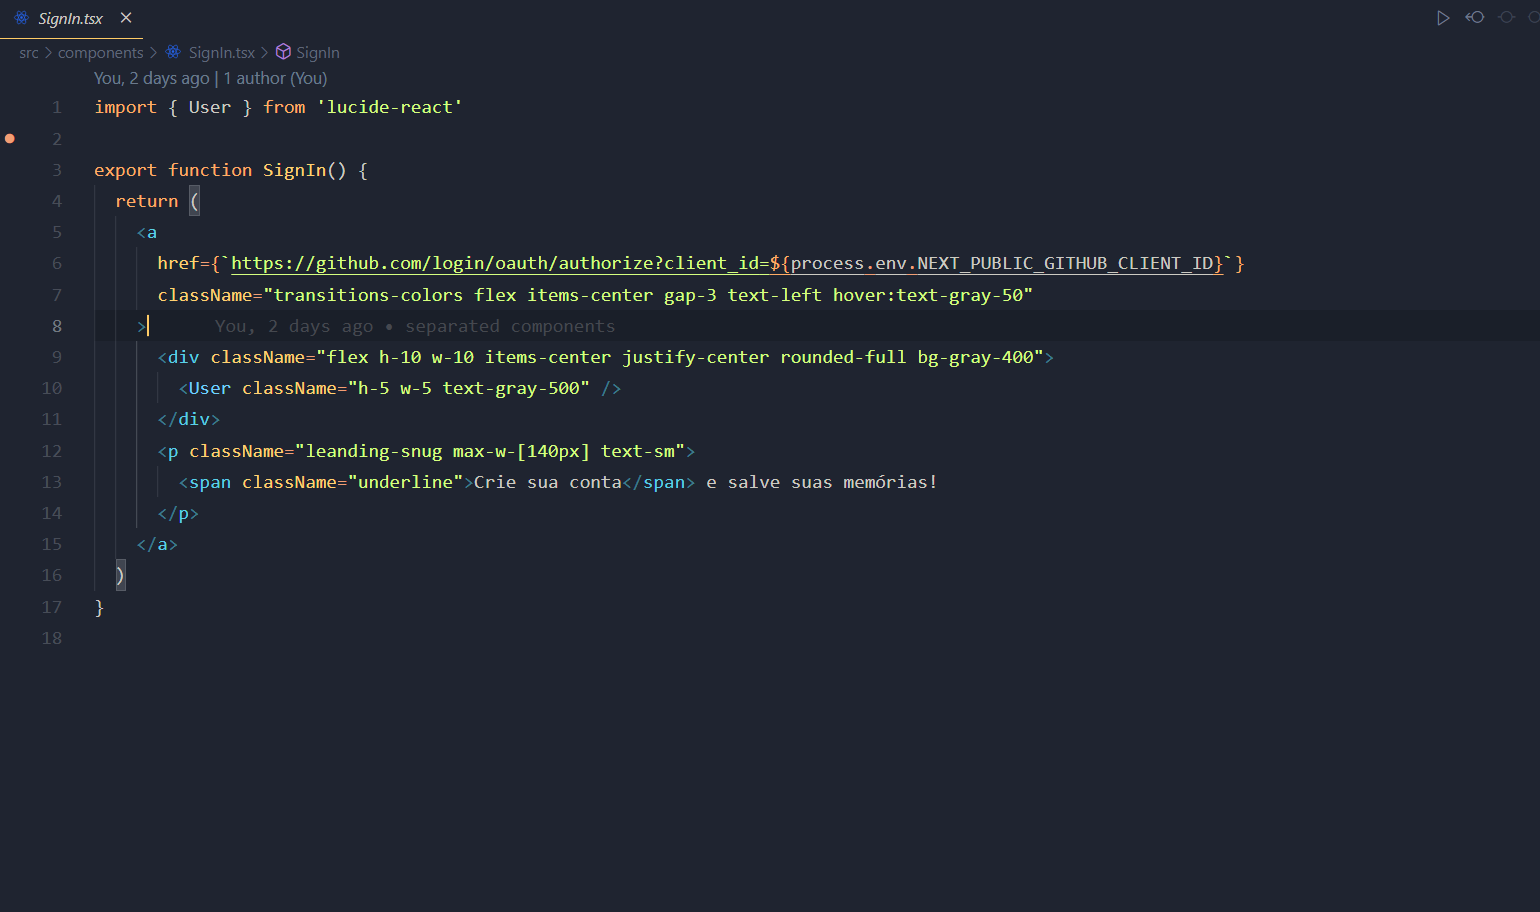 SignIn.tsx
src > components > SignIn.tsx > SignIn
You, 2 days ago | 1 author (You)
1 import { User } from 'lucide-react'
2
3 export function SignIn() {
4 return (
5 <a
6 href={`https://github.com/login/oauth/authorize?client_id=${process.env.NEXT_PUBLIC_GITHUB_CLIENT_ID}`}
7 className="transitions-colors flex items-center gap-3 text-left hover:text-gray-50"
8 > You, 2 days ago • separated components
9 <div className="flex h-10 w-10 items-center justify-center rounded-full bg-gray-400">
10 <User className="h-5 w-5 text-gray-500" />
11 </div>
12 <p className="leanding-snug max-w-[140px] text-sm">
13 <span className="underline">Crie sua conta</span> e salve suas memórias!
14 </p>
15 </a>
16 )
17 }
18